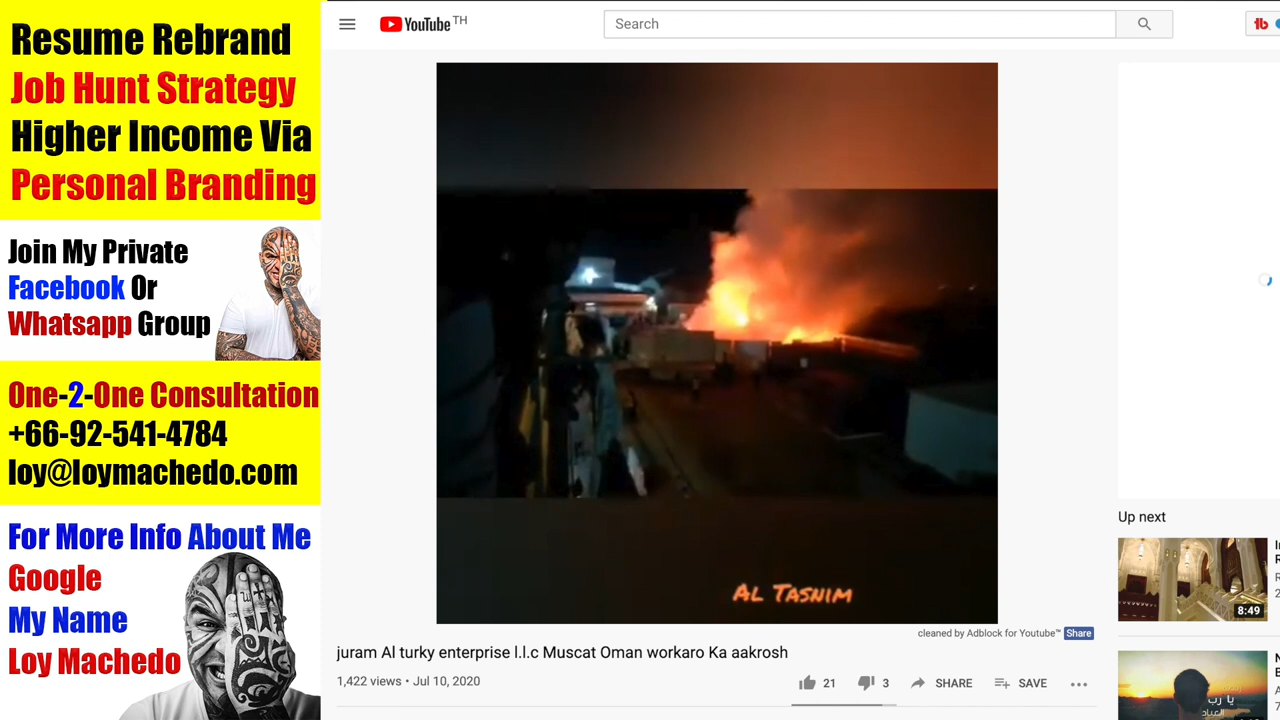 Resume Rebrand
Job Hunt Strategy
Higher Income Via
Personal Branding
Join My Private
Facebook Or
Whatsapp Group
One-2-One Consultation
+66-92-541-4784
loy@loymachedo.com
For More Info About Me
Google
My Name
Loy Machedo
YouTube TH
Search
AL TASNIM
cleaned by Adblock for Youtube™ Share
juram Al turky enterprise l.l.c Muscat Oman workaro Ka aakrosh
1,422 views • Jul 10, 2020
21 3 SHARE SAVE
Up next
8:49
يا رب
العباد